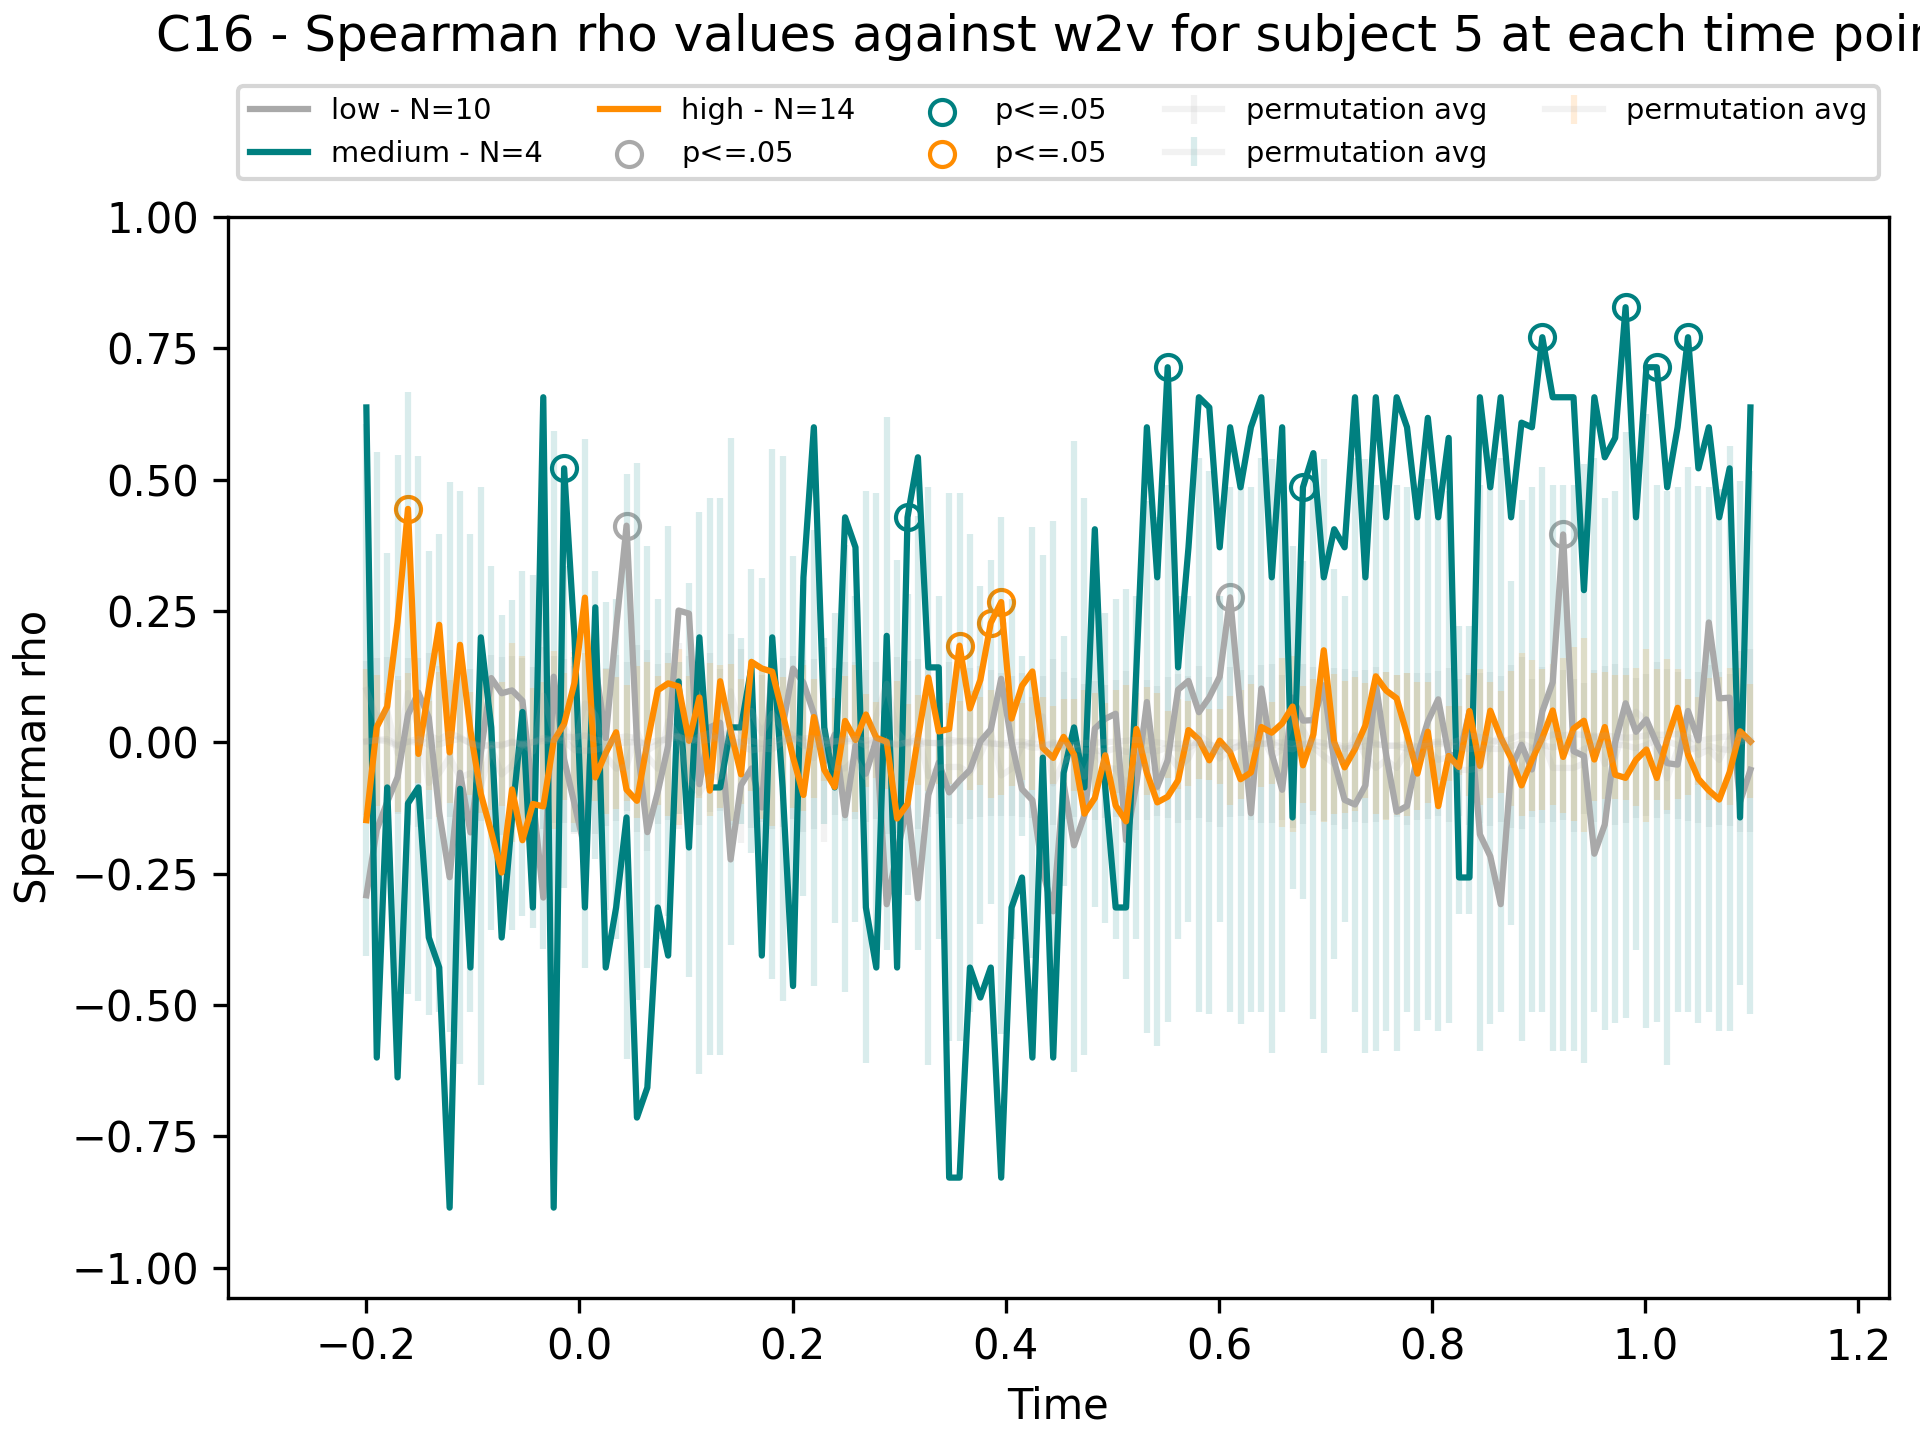 C16 - Spearman rho values against w2v for subject 5 at each time poin
low - N=10
medium - N=4
high - N=14
p<=.05
p<=.05
p<=.05
permutation avg
permutation avg
permutation avg
1.00
0.75
0.50
0.25
0.00
−0.25
−0.50
−0.75
−1.00
Spearman rho
−0.2 0.0 0.2 0.4 0.6 0.8 1.0 1.2
Time